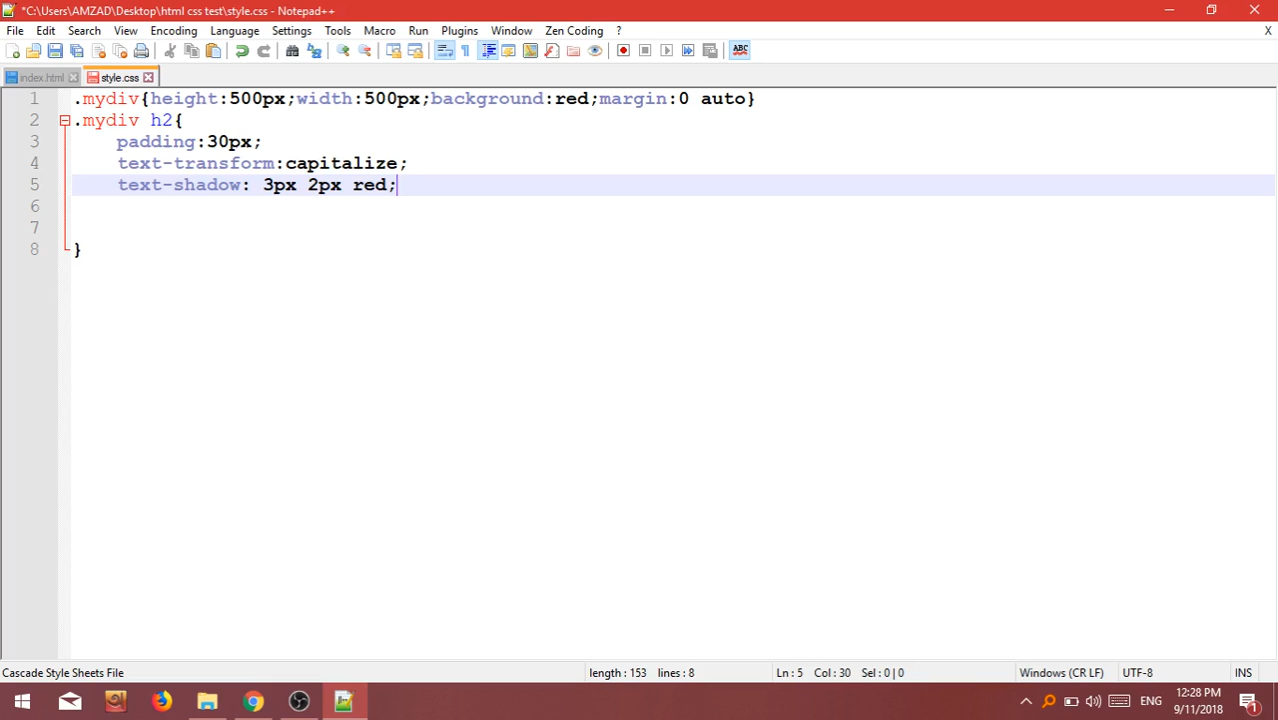 *C:\Users\AMZAD\Desktop\html css test\style.css - Notepad++
File Edit Search View Encoding Language Settings Tools Macro Run Plugins Window Zen Coding ? X
ABC
index.html style.css
1 .mydiv{height:500px;width:500px;background:red;margin:0 auto}
2 .mydiv h2{
3 padding:30px;
4 text-transform:capitalize;
5 text-shadow: 3px 2px red;
6
7
8 }
Cascade Style Sheets File length : 153 lines : 8 Ln : 5 Col : 30 Sel : 0 | 0 Windows (CR LF) UTF-8 INS
ENG 12:28 PM
9/11/2018 1